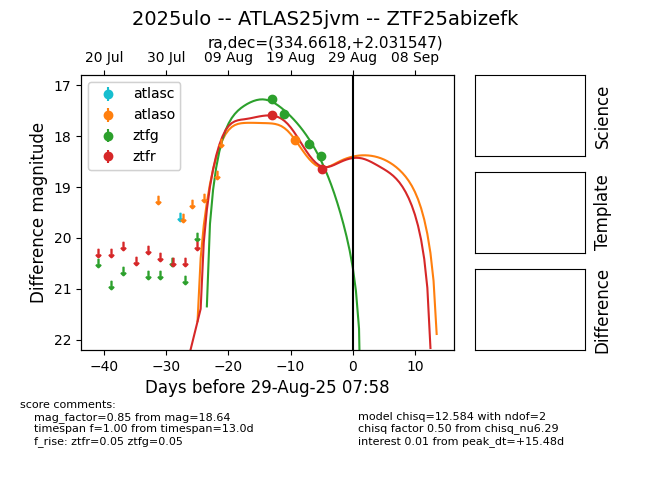 2025ulo -- ATLAS25jvm -- ZTF25abizefk
ra,dec=(334.6618,+2.031547)
20 Jul 30 Jul 09 Aug 19 Aug 29 Aug 08 Sep
17
18
19
20
21
22
Difference magnitude
atlasc
atlaso
ztfg
ztfr
−40 −30 −20 −10 0 10
Days before 29-Aug-25 07:58
Science
Template
Difference
score comments:
mag_factor=0.85 from mag=18.64
timespan f=1.00 from timespan=13.0d
f_rise: ztfr=0.05 ztfg=0.05
model chisq=12.584 with ndof=2
chisq factor 0.50 from chisq_nu6.29
interest 0.01 from peak_dt=+15.48d